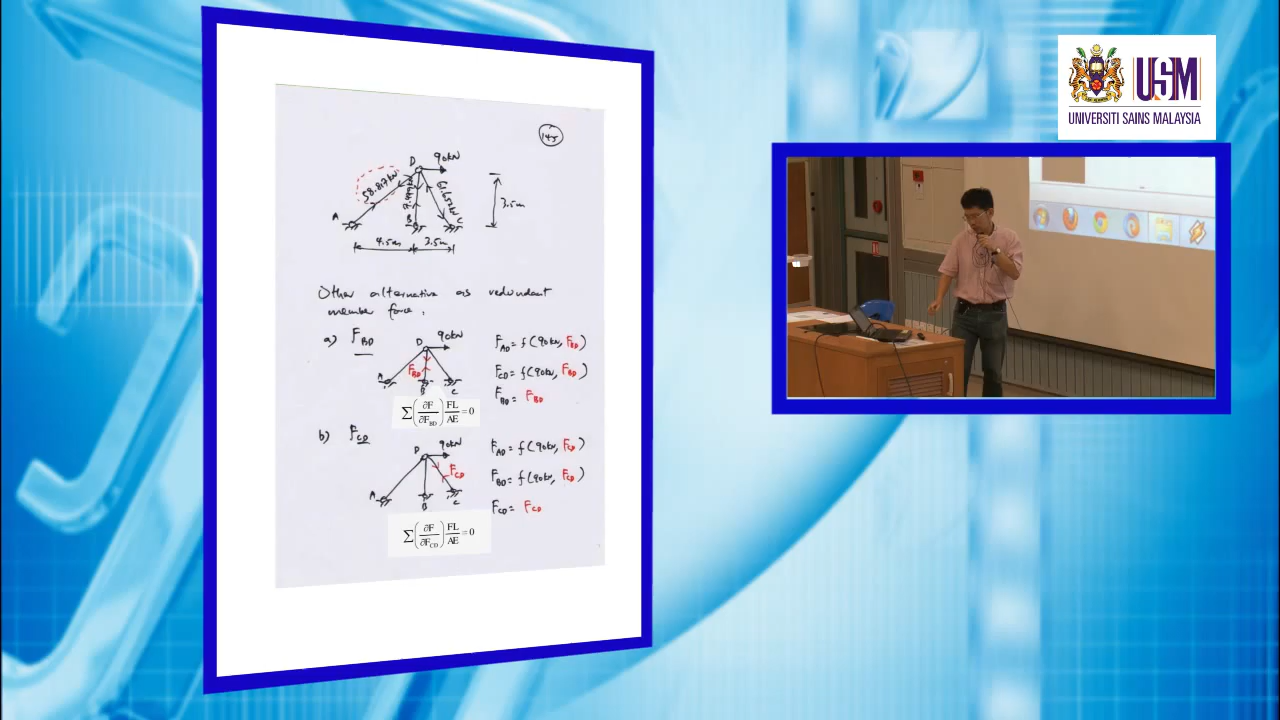 145
D 90kN
58.817kN
A
B
C
3.5m
4.5m 3.5m
Other alternative as redundant
member force,
a) F_BD
D 90kN
F_BD
A
B
C
F_AD = f(90kN, F_BD)
F_CD = f(90kN, F_BD)
F_BD = F_BD
∑(∂F/∂F_BD) FL/AE = 0
b) F_CD
D 90kN
F_CD
A
B
C
F_AD = f(90kN, F_CD)
F_BD = f(90kN, F_CD)
F_CD = F_CD
∑(∂F/∂F_CD) FL/AE = 0
USM
UNIVERSITI SAINS MALAYSIA